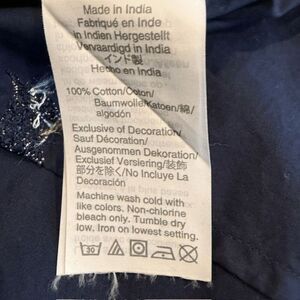 Made in India
Fabriqué en Inde
in Indien Hergestellt
Vervaardigd in India
インド製
Hecho en India
100% Cotton/Coton/
Baumwolle/Katoen/綿/
algodón
Exclusive of Decoration/
Sauf Décoration/
Ausgenommen Dekoration/
Exclusief Versiering/装飾
部分を除く/No Incluye La
Decoración
Machine wash cold with
like colors. Non-chlorine
bleach only. Tumble dry
low. Iron on lowest setting.
30